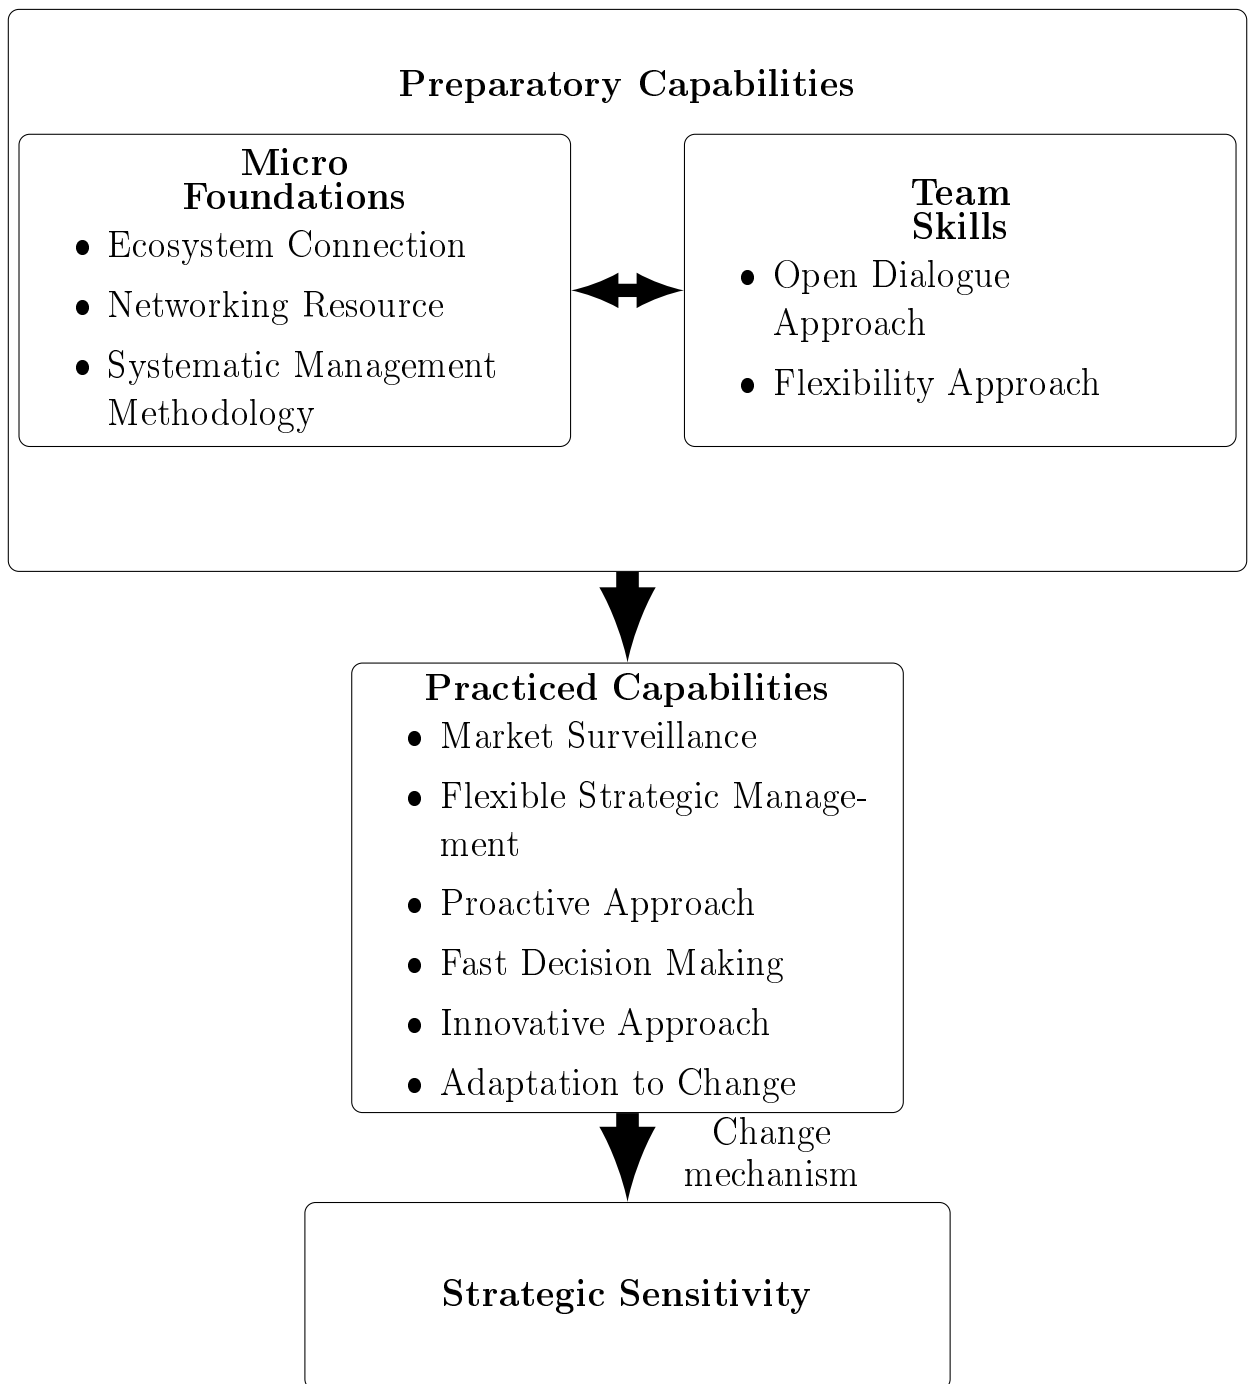 Preparatory Capabilities
Micro
Foundations
• Ecosystem Connection
• Networking Resource
• Systematic Management
Methodology
Team
Skills
• Open Dialogue
Approach
• Flexibility Approach
Practiced Capabilities
• Market Surveillance
• Flexible Strategic Manage-
ment
• Proactive Approach
• Fast Decision Making
• Innovative Approach
• Adaptation to Change
Change
mechanism
Strategic Sensitivity